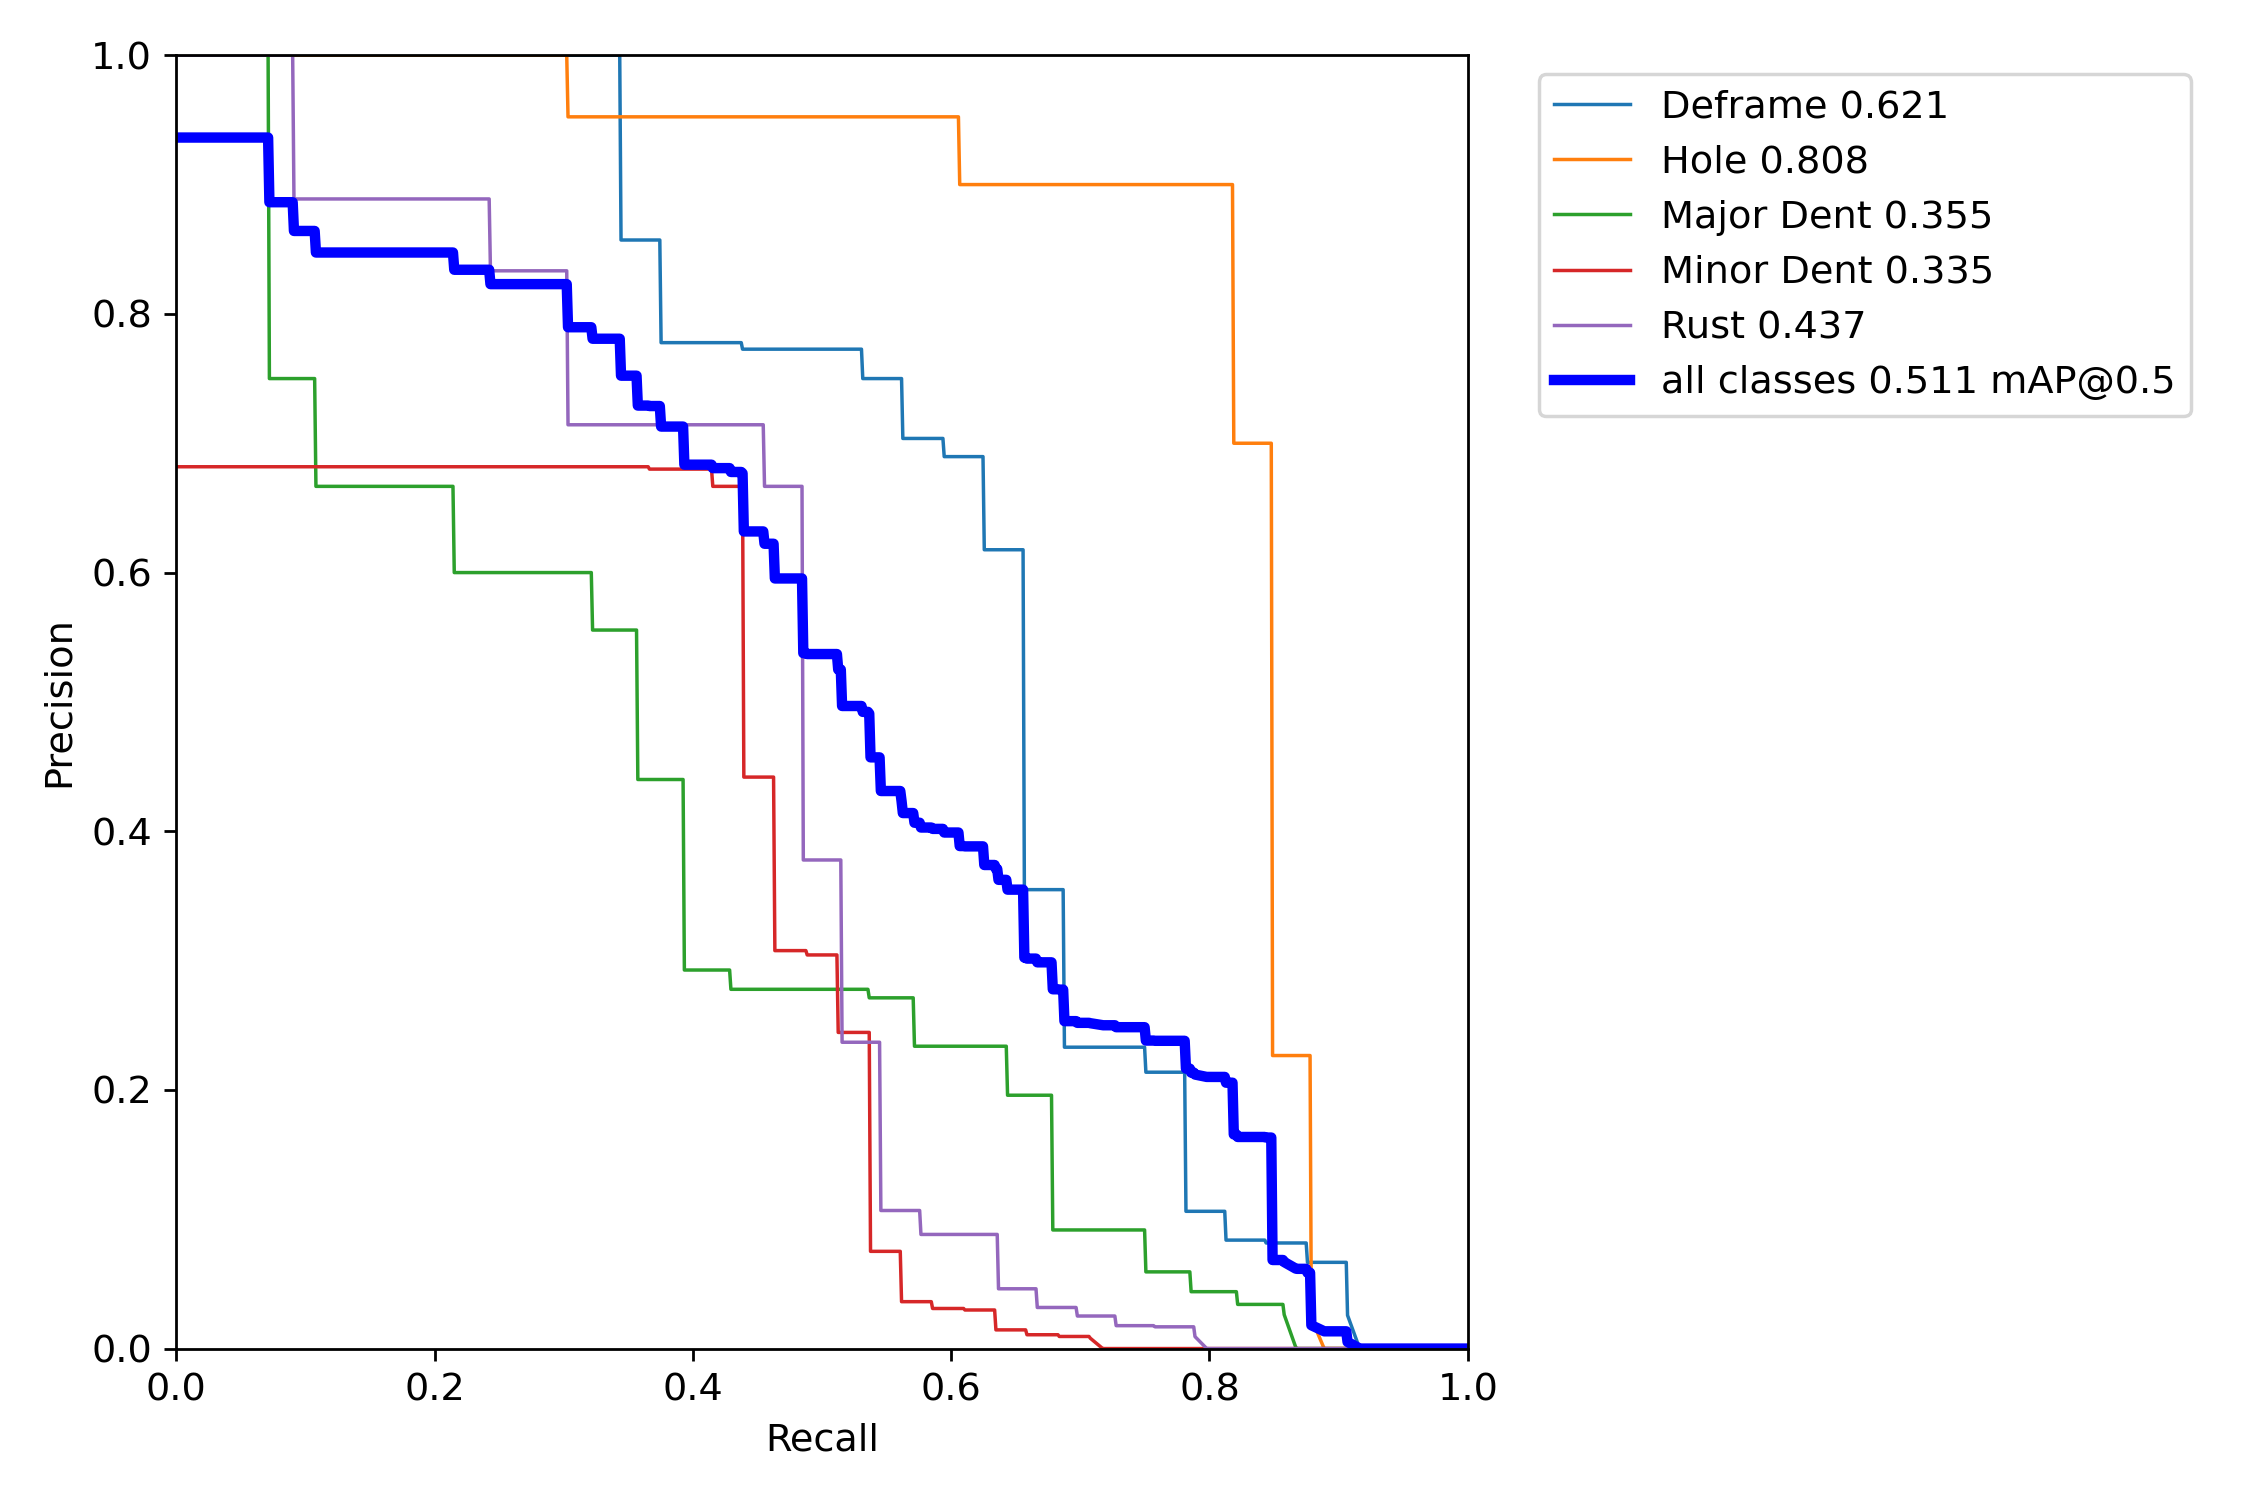 1.0
0.8
0.6
0.4
0.2
0.0
Precision
0.0 0.2 0.4 0.6 0.8 1.0
Recall
Deframe 0.621
Hole 0.808
Major Dent 0.355
Minor Dent 0.335
Rust 0.437
all classes 0.511 mAP@0.5